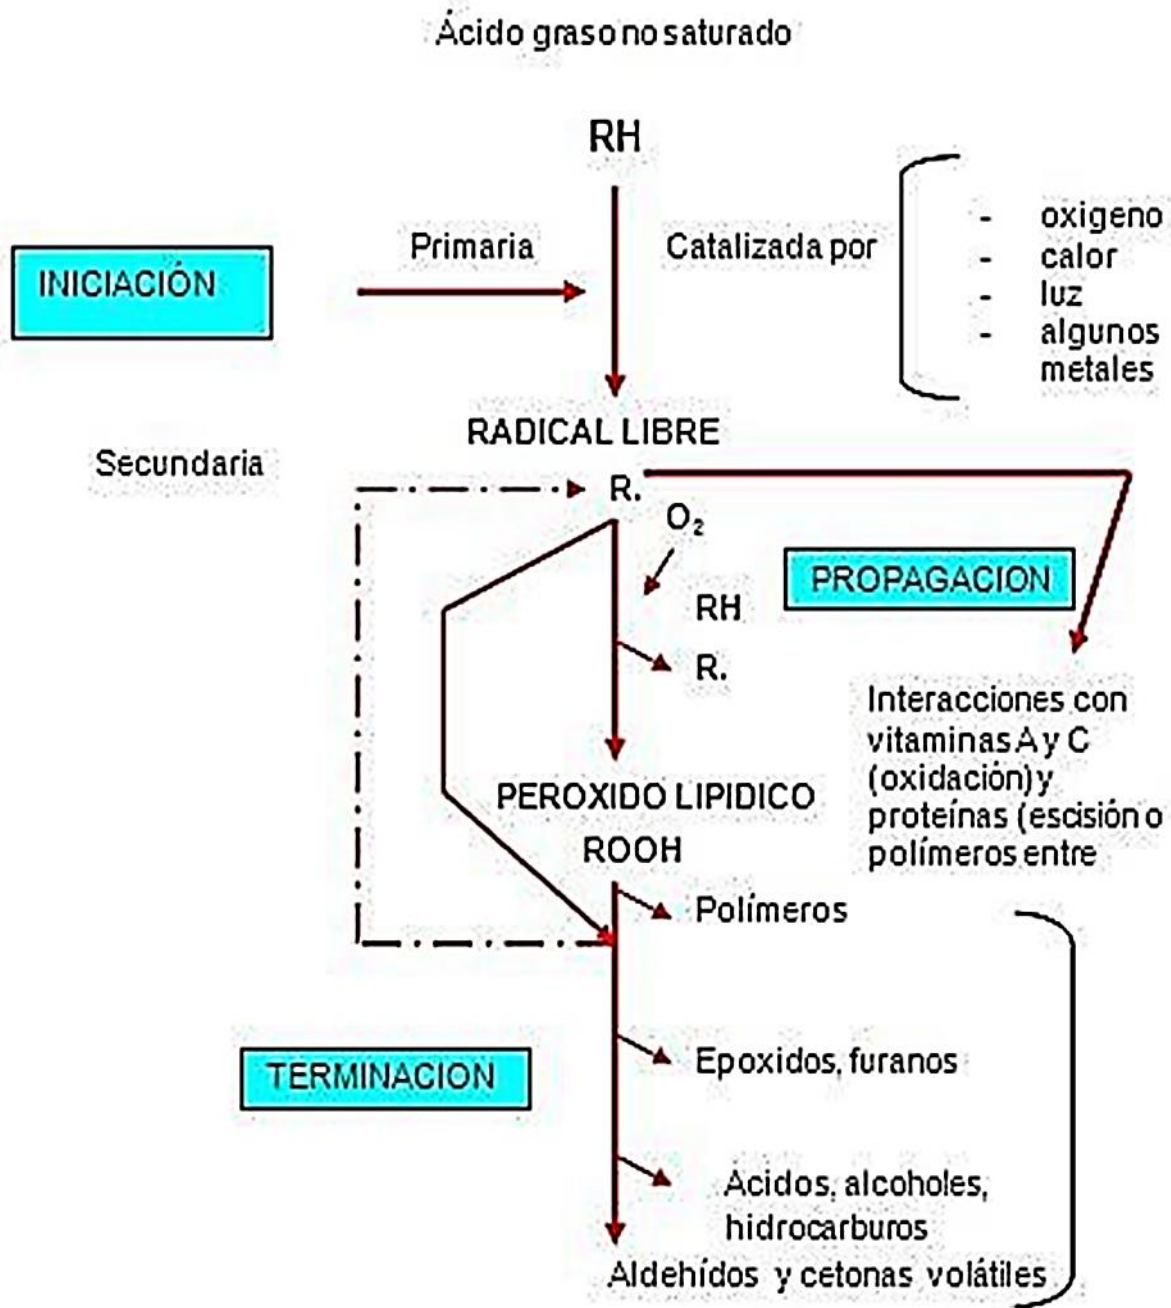 Ácido graso no saturado
RH
Primaria
Catalizada por
- oxigeno
- calor
- luz
- algunos
metales
INICIACIÓN
RADICAL LIBRE
Secundaria
R.
O₂
PROPAGACION
RH
R.
Interacciones con
vitaminas A y C
(oxidación) y
proteínas (escisión o
polímeros entre
PEROXIDO LIPIDICO
ROOH
Polímeros
TERMINACION
Epoxidos, furanos
Acidos, alcoholes,
hidrocarburos
Aldehídos y cetonas volátiles